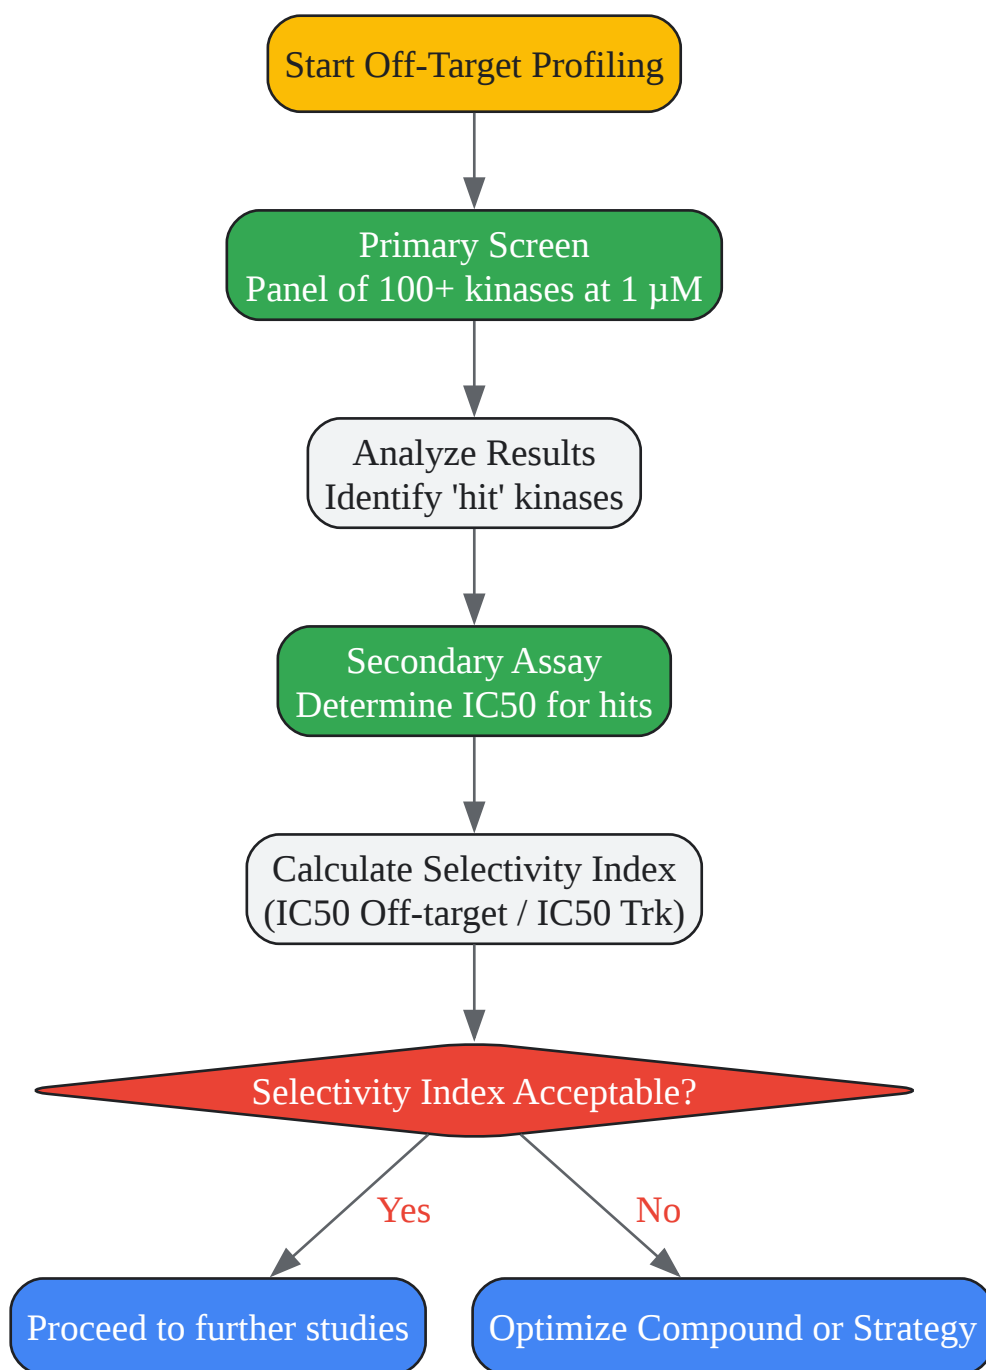 Start Off-Target Profiling
Primary Screen
Panel of 100+ kinases at 1 µM
Analyze Results
Identify 'hit' kinases
Secondary Assay
Determine IC50 for hits
Calculate Selectivity Index
(IC50 Off-target / IC50 Trk)
Selectivity Index Acceptable?
Yes
No
Proceed to further studies
Optimize Compound or Strategy